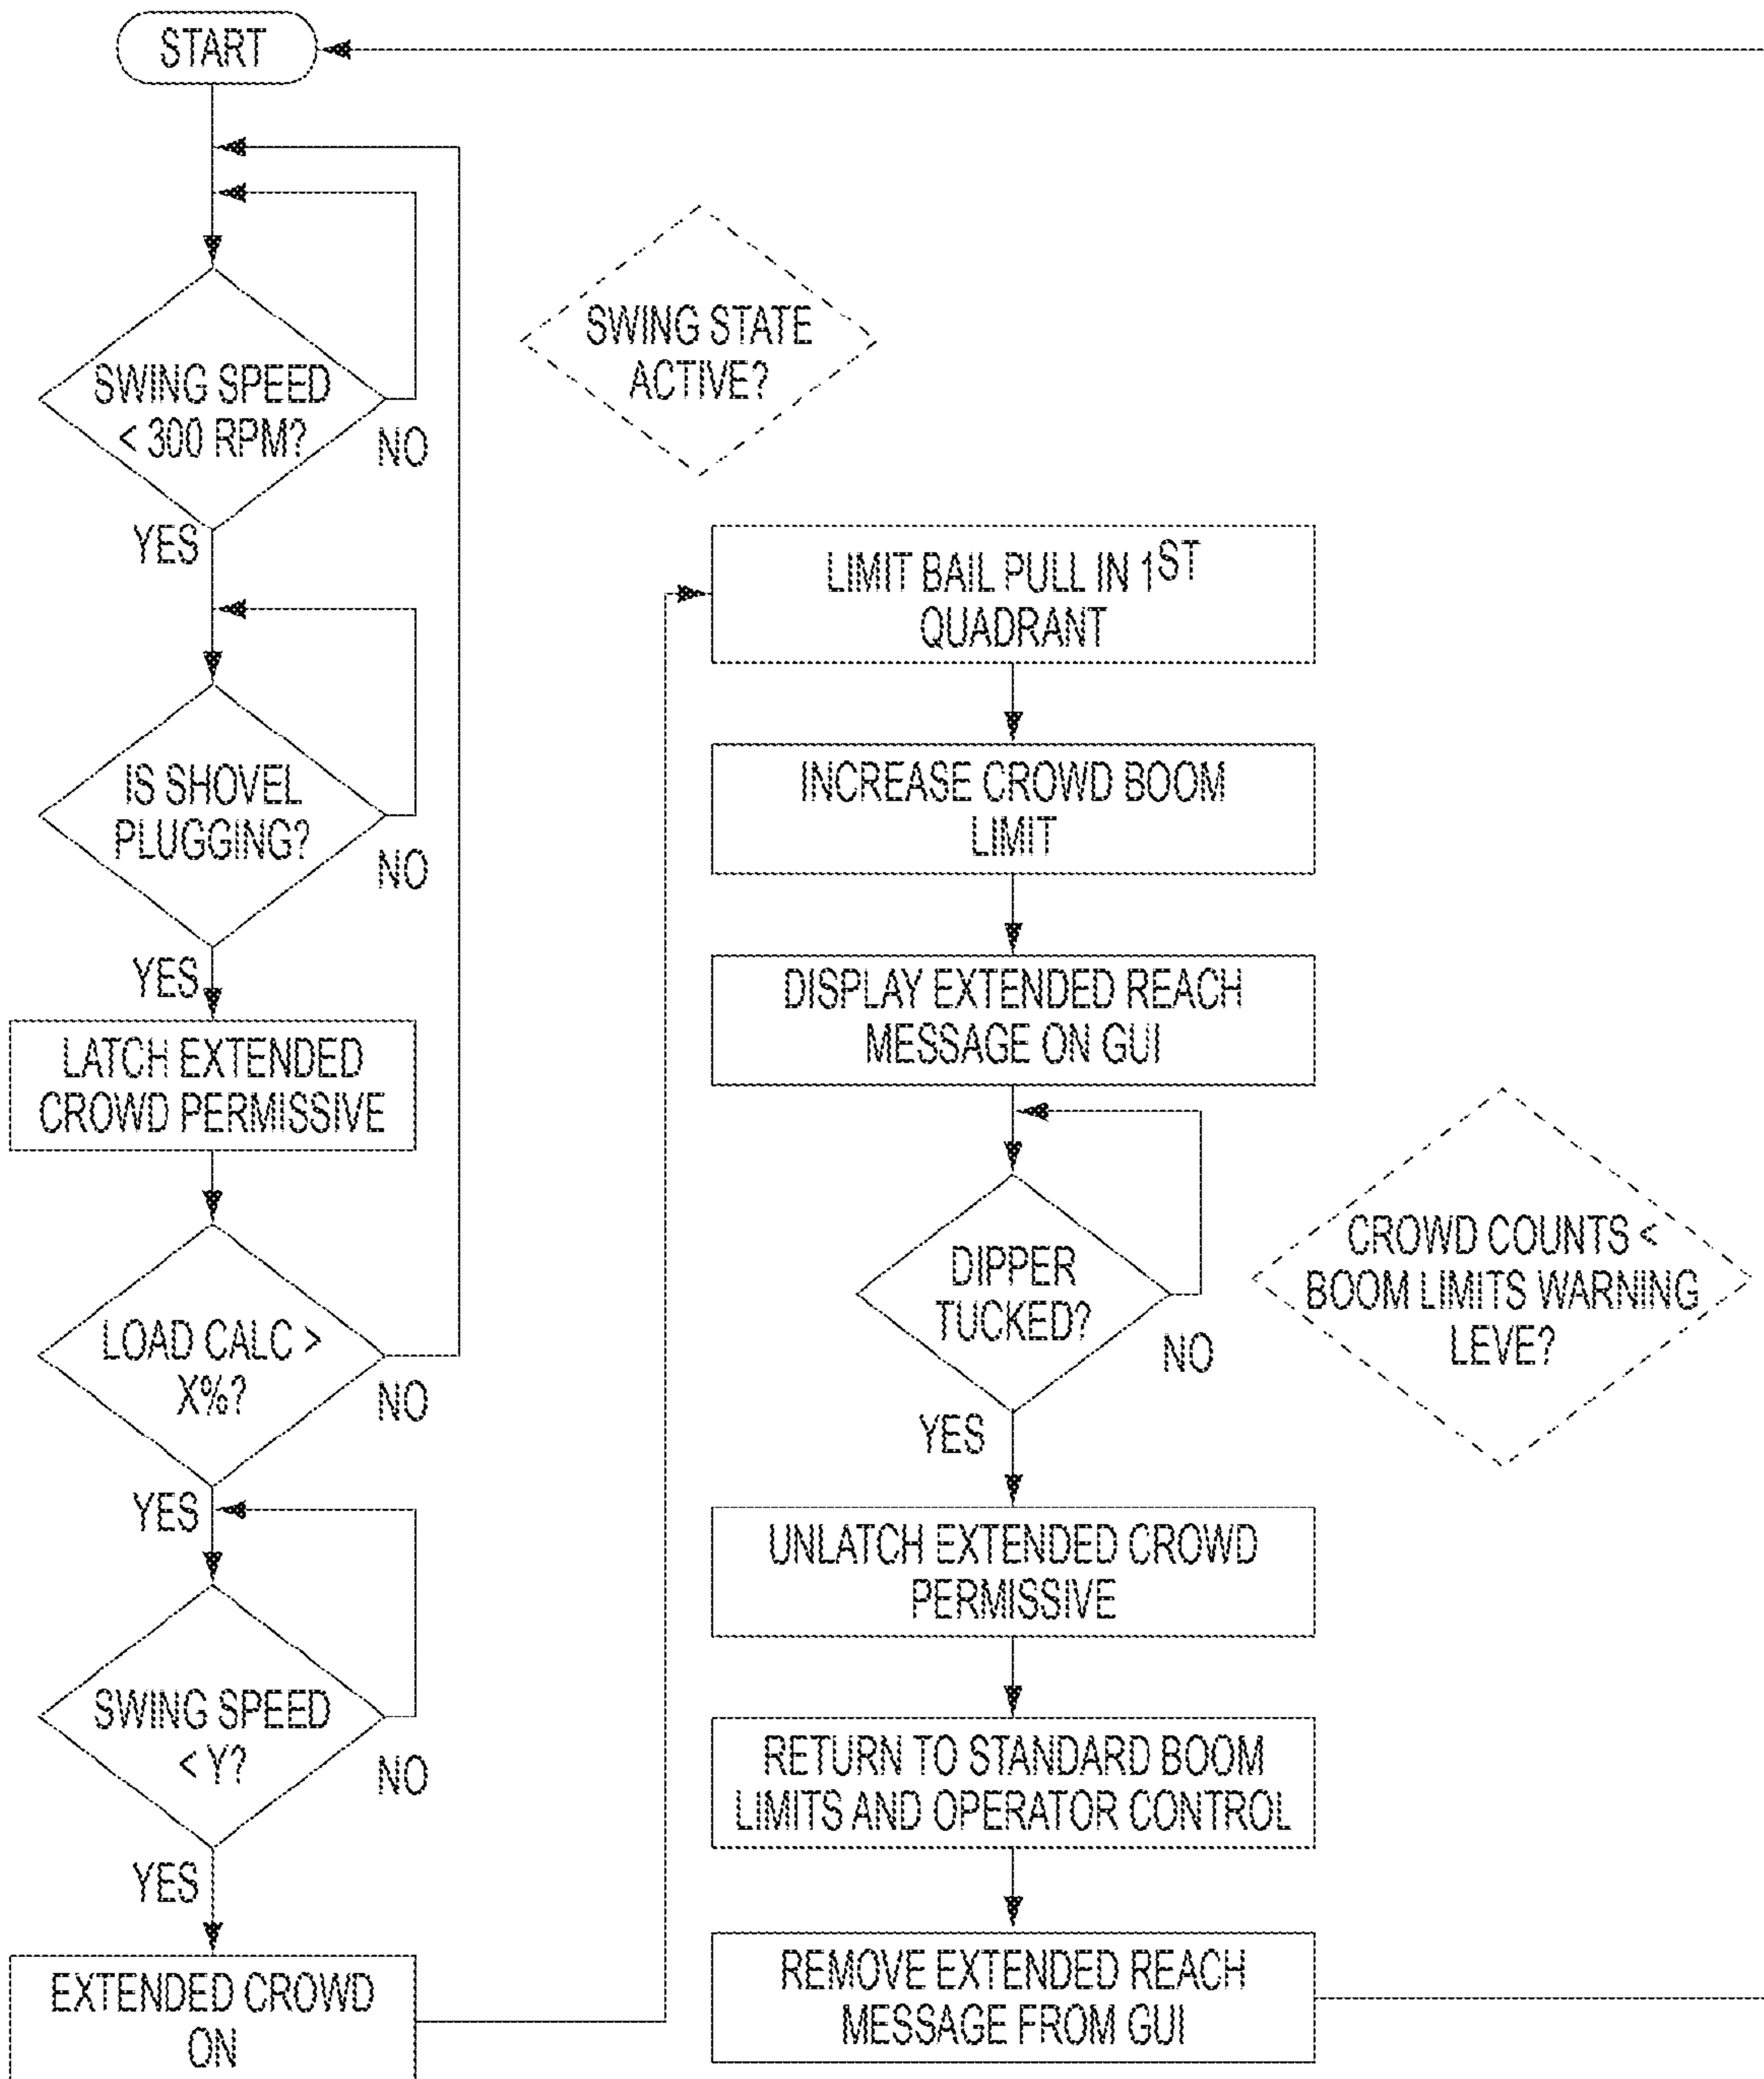 START
SWING SPEED
< 300 RPM?
NO
YES
IS SHOVEL
PLUGGING?
NO
YES
LATCH EXTENDED
CROWD PERMISSIVE
LOAD CALC >
X%?
NO
YES
SWING SPEED
< Y?
NO
YES
EXTENDED CROWD
ON
SWING STATE
ACTIVE?
LIMIT BAIL PULL IN 1ST
QUADRANT
INCREASE CROWD BOOM
LIMIT
DISPLAY EXTENDED REACH
MESSAGE ON GUI
DIPPER
TUCKED?
NO
YES
CROWD COUNTS <
BOOM LIMITS WARNING
LEVE?
UNLATCH EXTENDED CROWD
PERMISSIVE
RETURN TO STANDARD BOOM
LIMITS AND OPERATOR CONTROL
REMOVE EXTENDED REACH
MESSAGE FROM GUI